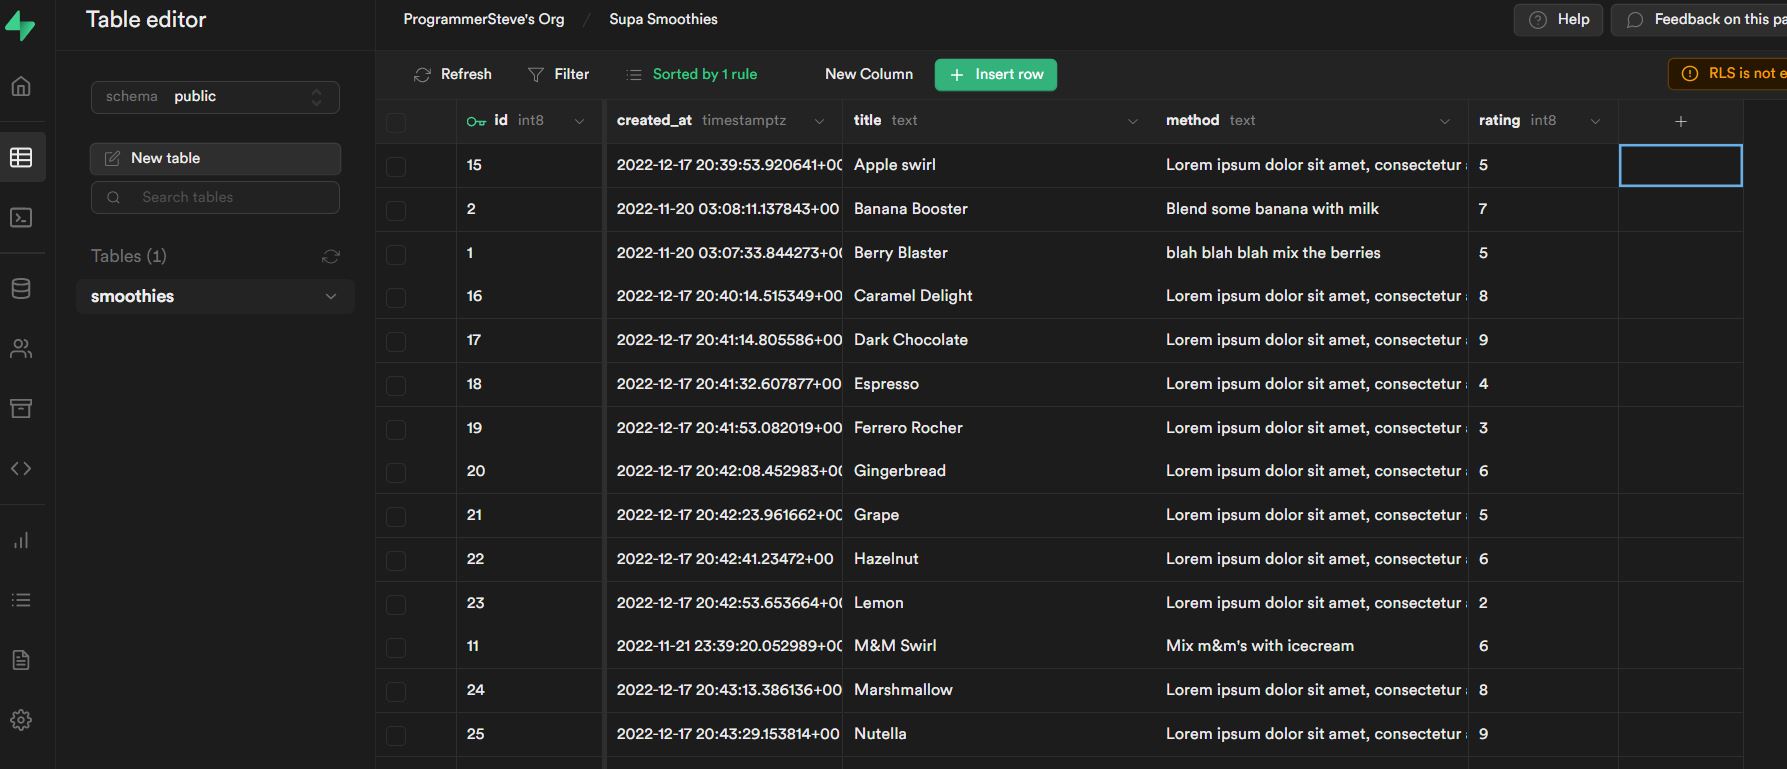 Table editor
ProgrammerSteve's Org / Supa Smoothies
Help
Feedback on this
schema public
Refresh
Filter
Sorted by 1 rule
New Column
+ Insert row
RLS is not
New table
Search tables
Tables (1)
smoothies
id int8 created_at timestamptz title text method text rating int8 +
15 2022-12-17 20:39:53.920641+00 Apple swirl Lorem ipsum dolor sit amet, consectetur 5
2 2022-11-20 03:08:11.137843+00 Banana Booster Blend some banana with milk 7
1 2022-11-20 03:07:33.844273+00 Berry Blaster blah blah blah mix the berries 5
16 2022-12-17 20:40:14.515349+00 Caramel Delight Lorem ipsum dolor sit amet, consectetur 8
17 2022-12-17 20:41:14.805586+00 Dark Chocolate Lorem ipsum dolor sit amet, consectetur 9
18 2022-12-17 20:41:32.607877+00 Espresso Lorem ipsum dolor sit amet, consectetur 4
19 2022-12-17 20:41:53.082019+00 Ferrero Rocher Lorem ipsum dolor sit amet, consectetur 3
20 2022-12-17 20:42:08.452983+00 Gingerbread Lorem ipsum dolor sit amet, consectetur 6
21 2022-12-17 20:42:23.961662+00 Grape Lorem ipsum dolor sit amet, consectetur 5
22 2022-12-17 20:42:41.23472+00 Hazelnut Lorem ipsum dolor sit amet, consectetur 6
23 2022-12-17 20:42:53.653664+00 Lemon Lorem ipsum dolor sit amet, consectetur 2
11 2022-11-21 23:39:20.052989+00 M&M Swirl Mix m&m's with icecream 6
24 2022-12-17 20:43:13.386136+00 Marshmallow Lorem ipsum dolor sit amet, consectetur 8
25 2022-12-17 20:43:29.153814+00 Nutella Lorem ipsum dolor sit amet, consectetur 9